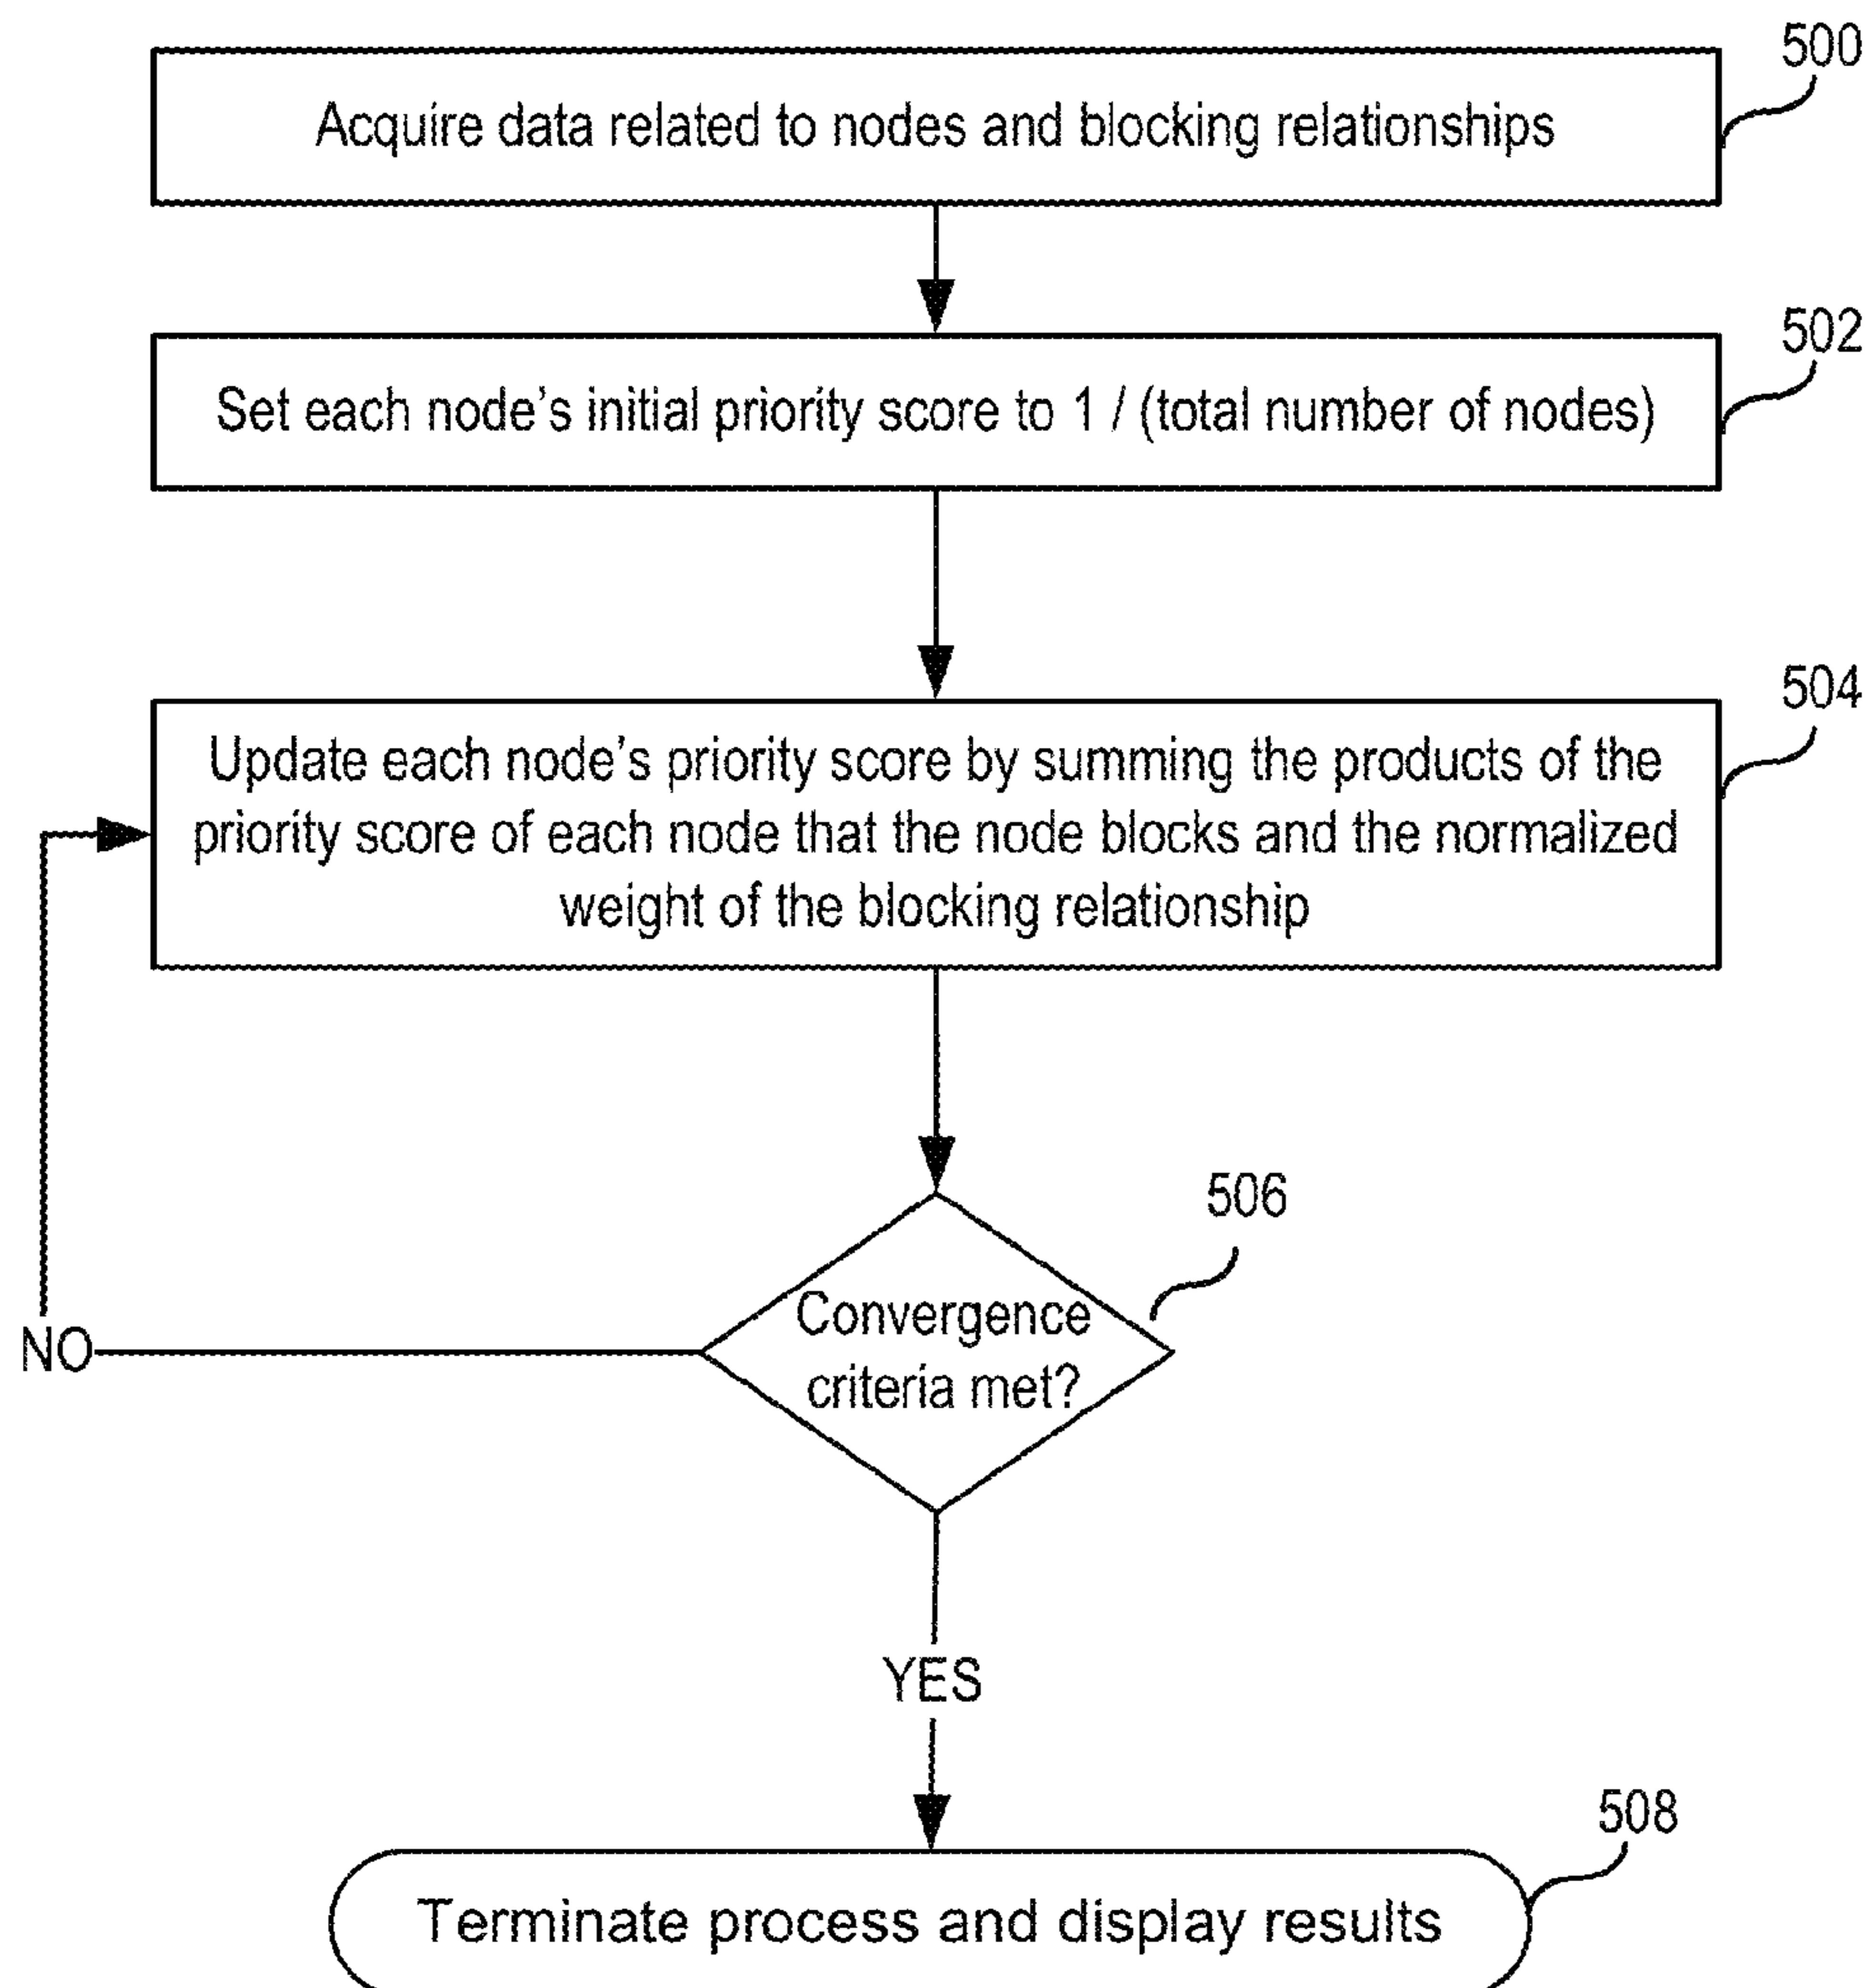 500
Acquire data related to nodes and blocking relationships
502
Set each node's initial priority score to 1 / (total number of nodes)
504
Update each node's priority score by summing the products of the
priority score of each node that the node blocks and the normalized
weight of the blocking relationship
506
Convergence
criteria met?
NO
YES
508
Terminate process and display results